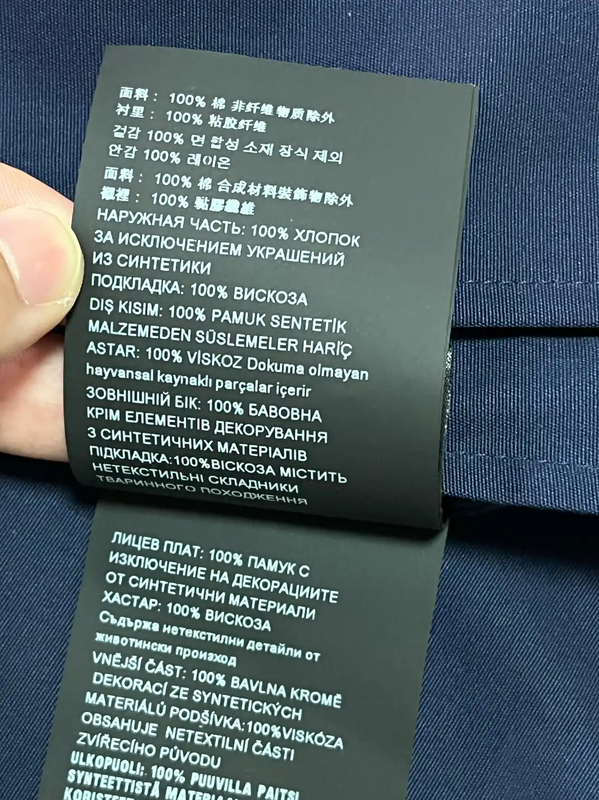 面料： 100% 棉 非纤维物质除外
衬里： 100% 粘胶纤维
겉감 100% 면 합성 소재 장식 제외
안감 100% 레이온
面料： 100% 棉 合成材料裝飾物除外
襯裡： 100% 黏膠纖維
НАРУЖНАЯ ЧАСТЬ: 100% ХЛОПОК
ЗА ИСКЛЮЧЕНИЕМ УКРАШЕНИЙ
ИЗ СИНТЕТИКИ
ПОДКЛАДКА: 100% ВИСКОЗА
DIŞ KISIM: 100% PAMUK SENTETİK
MALZEMEDEN SÜSLEMELER HARİÇ
ASTAR: 100% VİSKOZ Dokuma olmayan
hayvansal kaynaklı parçalar içerir
ЗОВНІШНІЙ БІК: 100% БАВОВНА
КРІМ ЕЛЕМЕНТІВ ДЕКОРУВАННЯ
З СИНТЕТИЧНИХ МАТЕРІАЛІВ
ПІДКЛАДКА:100%ВІСКОЗА МІСТИТЬ
НЕТЕКСТИЛЬНІ СКЛАДНИКИ
ТВАРИННОГО ПОХОДЖЕННЯ
ЛИЦЕВ ПЛАТ: 100% ПАМУК С
ИЗКЛЮЧЕНИЕ НА ДЕКОРАЦИИТЕ
ОТ СИНТЕТИЧНИ МАТЕРИАЛИ
ХАСТАР: 100% ВИСКОЗА
Съдържа нетекстилни детайли от
животински произход
VNĚJŠÍ ČÁST: 100% BAVLNA KROMĚ
DEKORACÍ ZE SYNTETICKÝCH
MATERIÁLŮ PODŠÍVKA:100%VISKÓZA
OBSAHUJE NETEXTILNÍ ČÁSTI
ZVÍŘECÍHO PŮVODU
ULKOPUOLI: 100% PUUVILLA PAITSI
SYNTEETTISTÄ